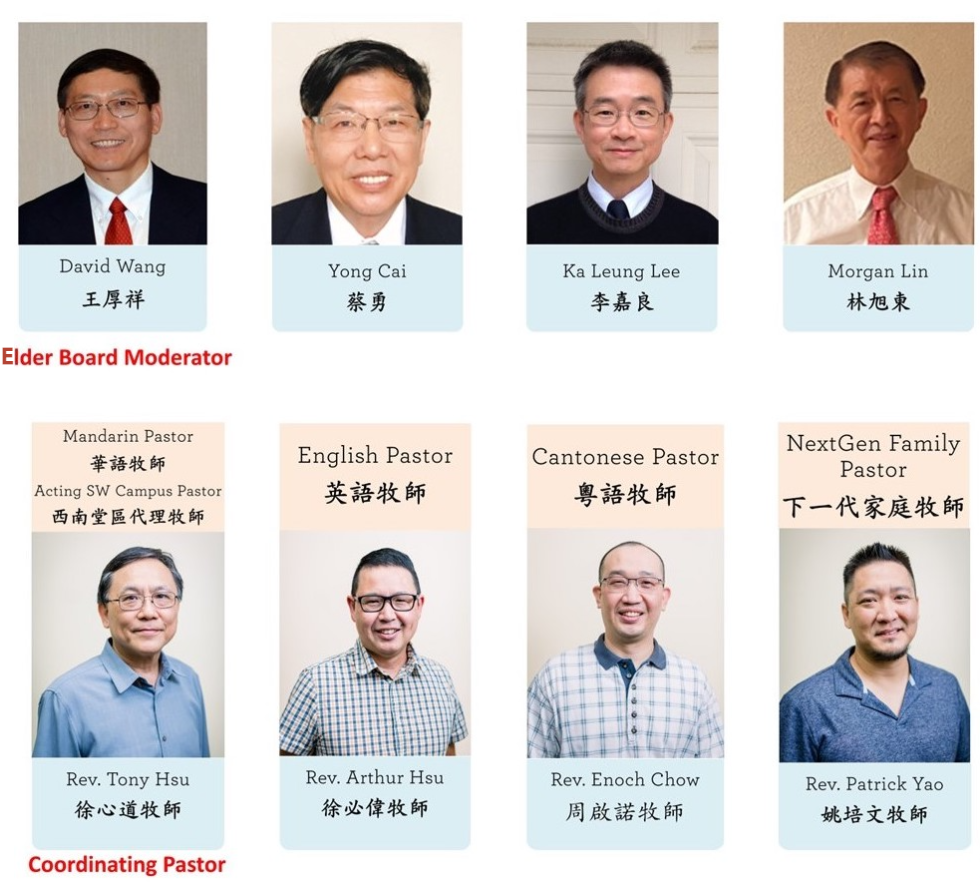 David Wang
王厚祥
Elder Board Moderator
Yong Cai
蔡勇
Ka Leung Lee
李嘉良
Morgan Lin
林旭東
Mandarin Pastor
華語牧師
Acting SW Campus Pastor
西南堂區代理牧師
Rev. Tony Hsu
徐心道牧師
Coordinating Pastor
English Pastor
英語牧師
Rev. Arthur Hsu
徐必偉牧師
Cantonese Pastor
粵語牧師
Rev. Enoch Chow
周啟諾牧師
NextGen Family
Pastor
下一代家庭牧師
Rev. Patrick Yao
姚培文牧師